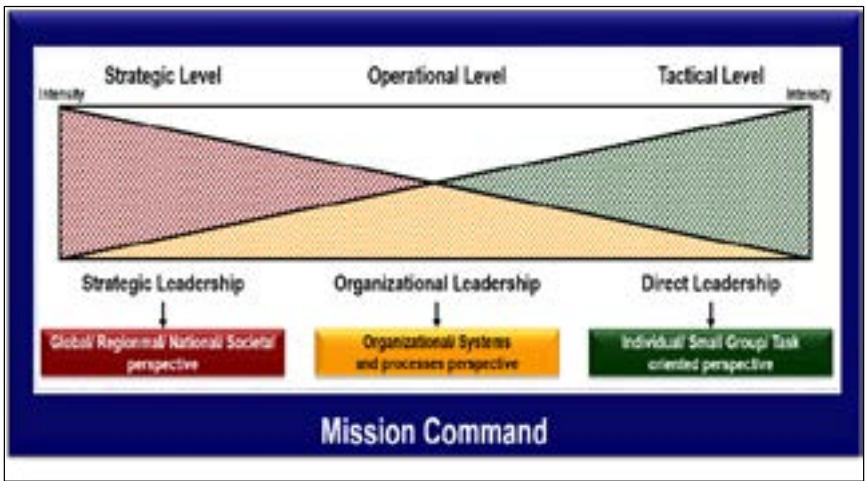 Strategic Level Operational Level Tactical Level
Intensity Intensity
Strategic Leadership Organizational Leadership Direct Leadership
Global/ Regionmal/ National/ Societal/
perspective
Organizational/ Systems
and processes perspective
Individual/ Small Group/ Task
oriented perspective
Mission Command